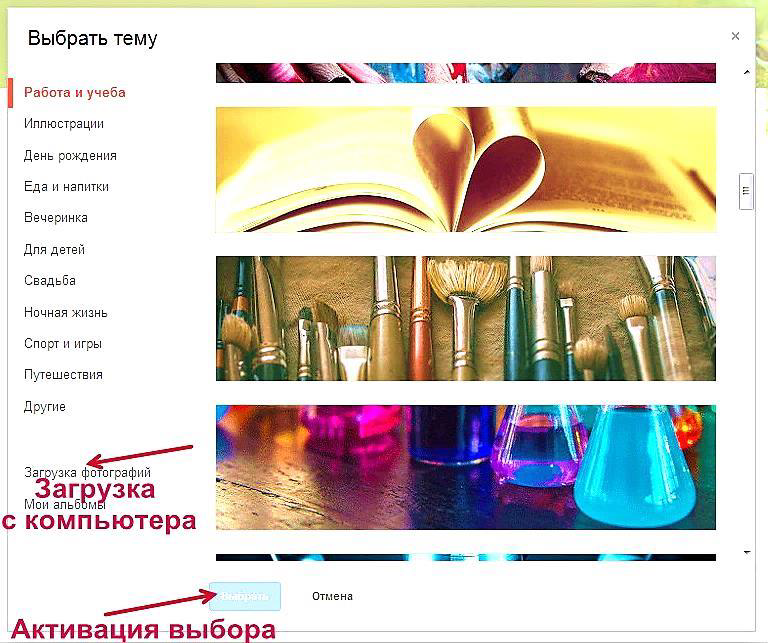 Выбрать тему
Работа и учеба
Иллюстрации
День рождения
Еда и напитки
Вечеринка
Для детей
Свадьба
Ночная жизнь
Спорт и игры
Путешествия
Другие
Загрузка фотографий
Загрузка
Мои альбомы
с компьютера
Выбрать
Отмена
Активация выбора